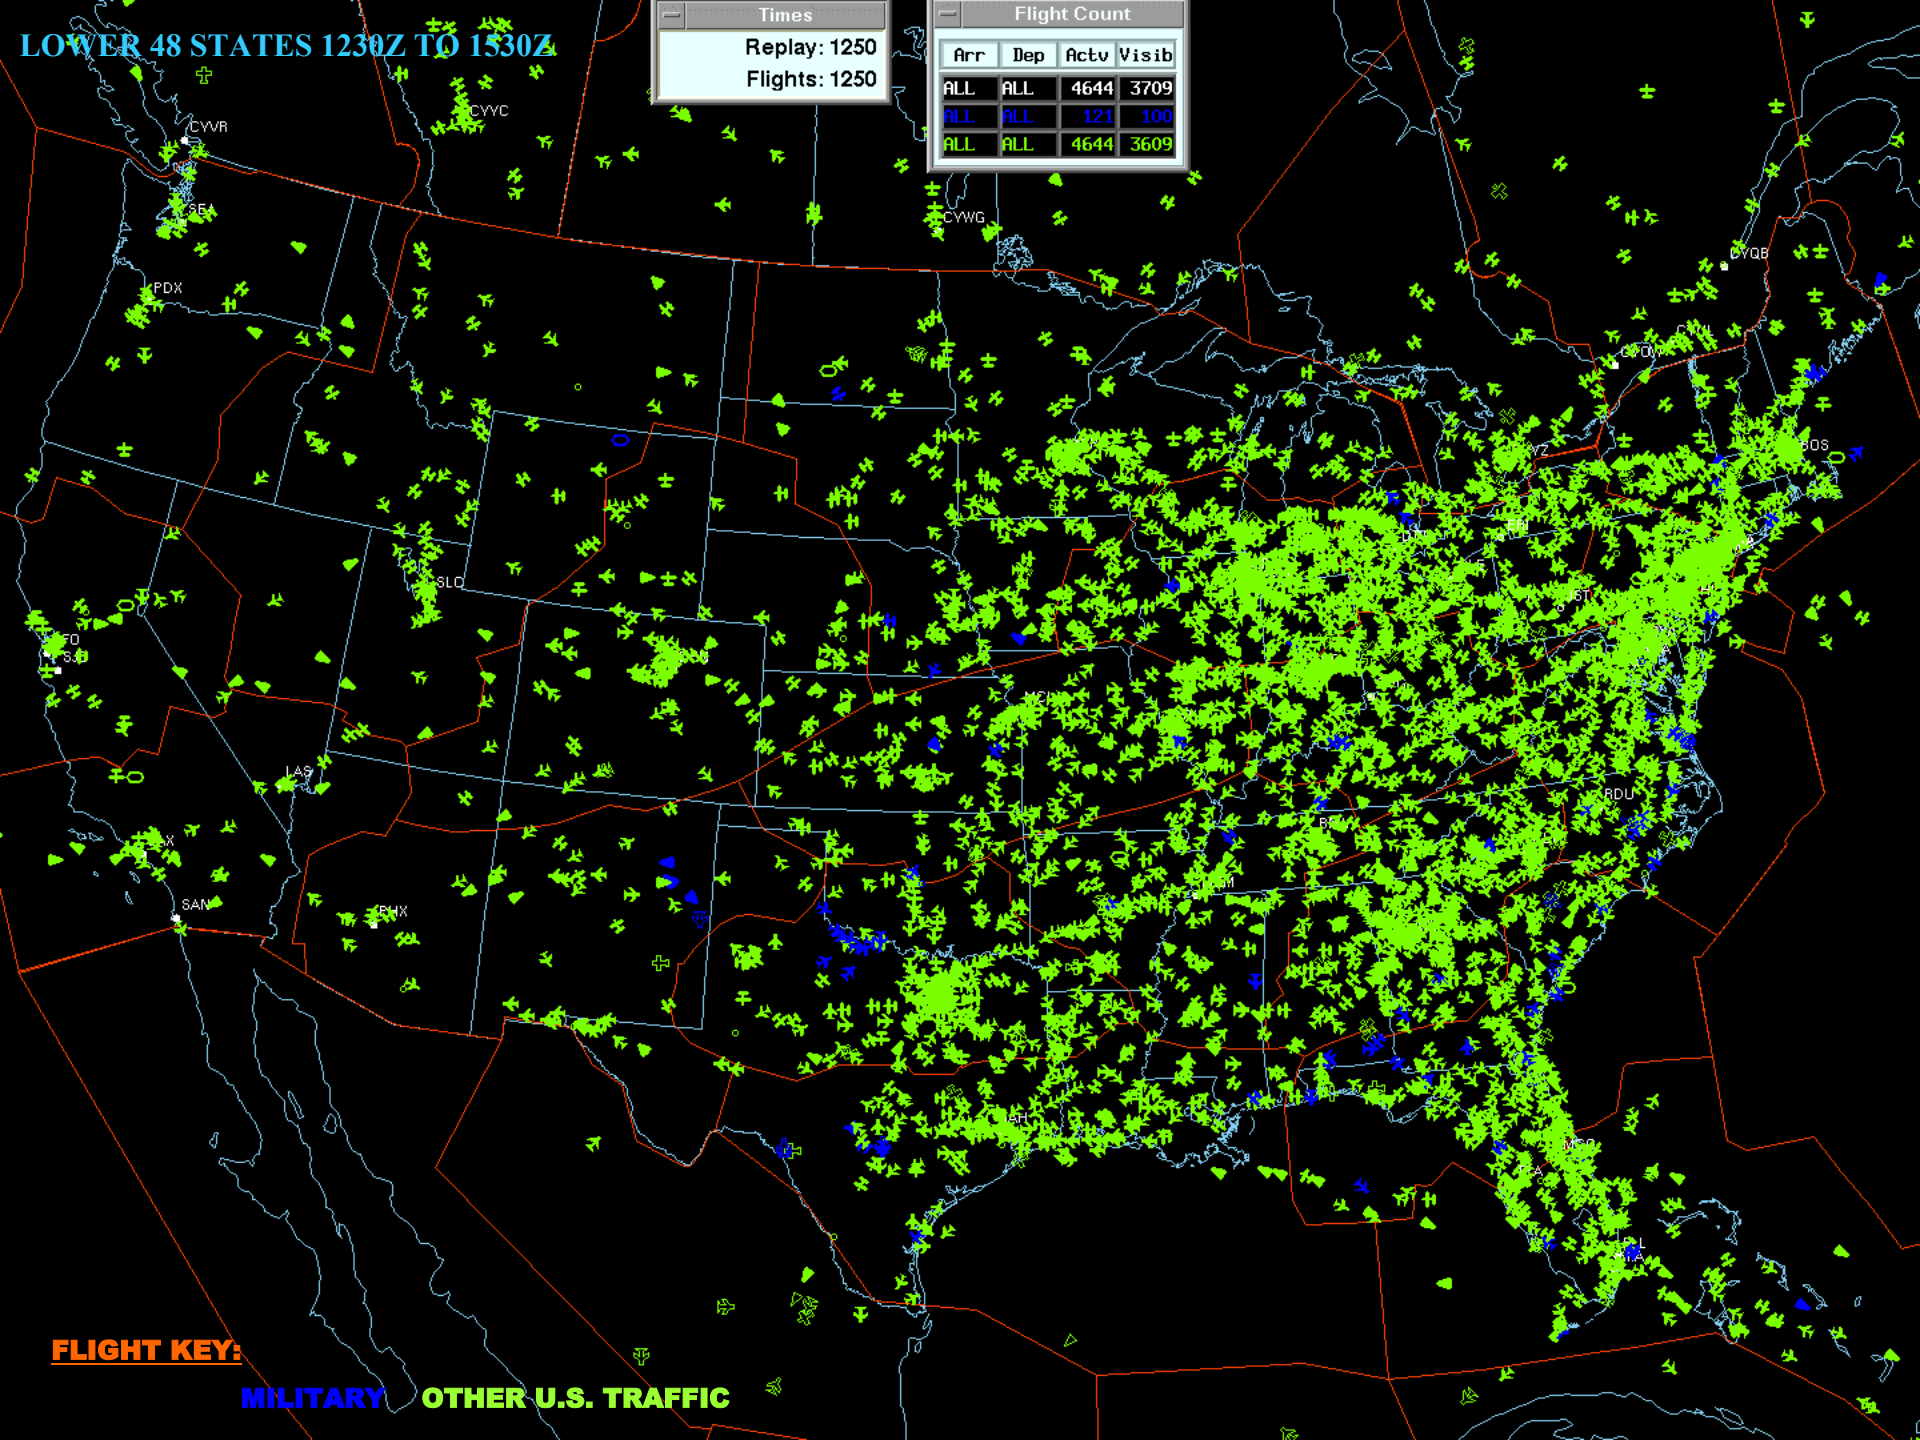 LOWER 48 STATES 1230Z TO 1530Z
Times
Replay: 1250
Flights: 1250
Flight Count
Arr Dep Actv Visib
ALL ALL 4644 3709
ALL ALL 121 100
ALL ALL 4644 3609
CYYC
CYVR
SEA
CYWG
CYQB
PDX
BOS
SLC
MCI
LAS
RDU
SAN
PHX
FLIGHT KEY:
MILITARY OTHER U.S. TRAFFIC